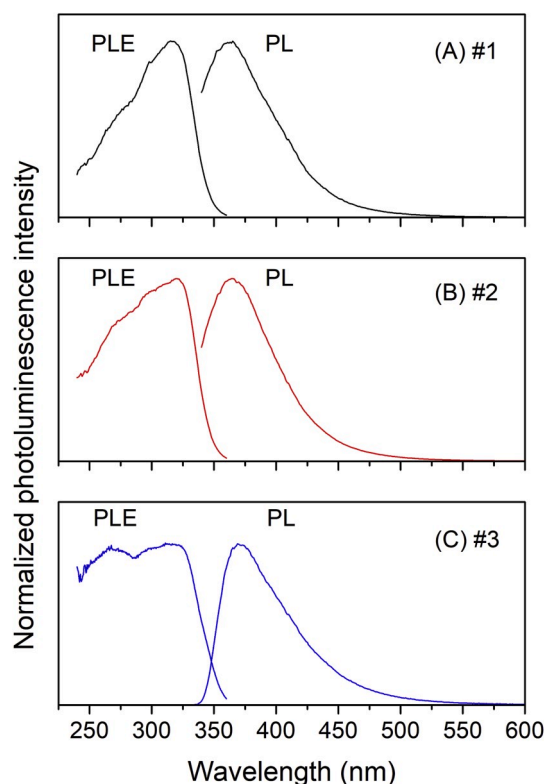 PLE PL (A) #1
PLE PL (B) #2
PLE PL (C) #3
Normalized photoluminescence intensity
250 300 350 400 450 500 550 600
Wavelength (nm)